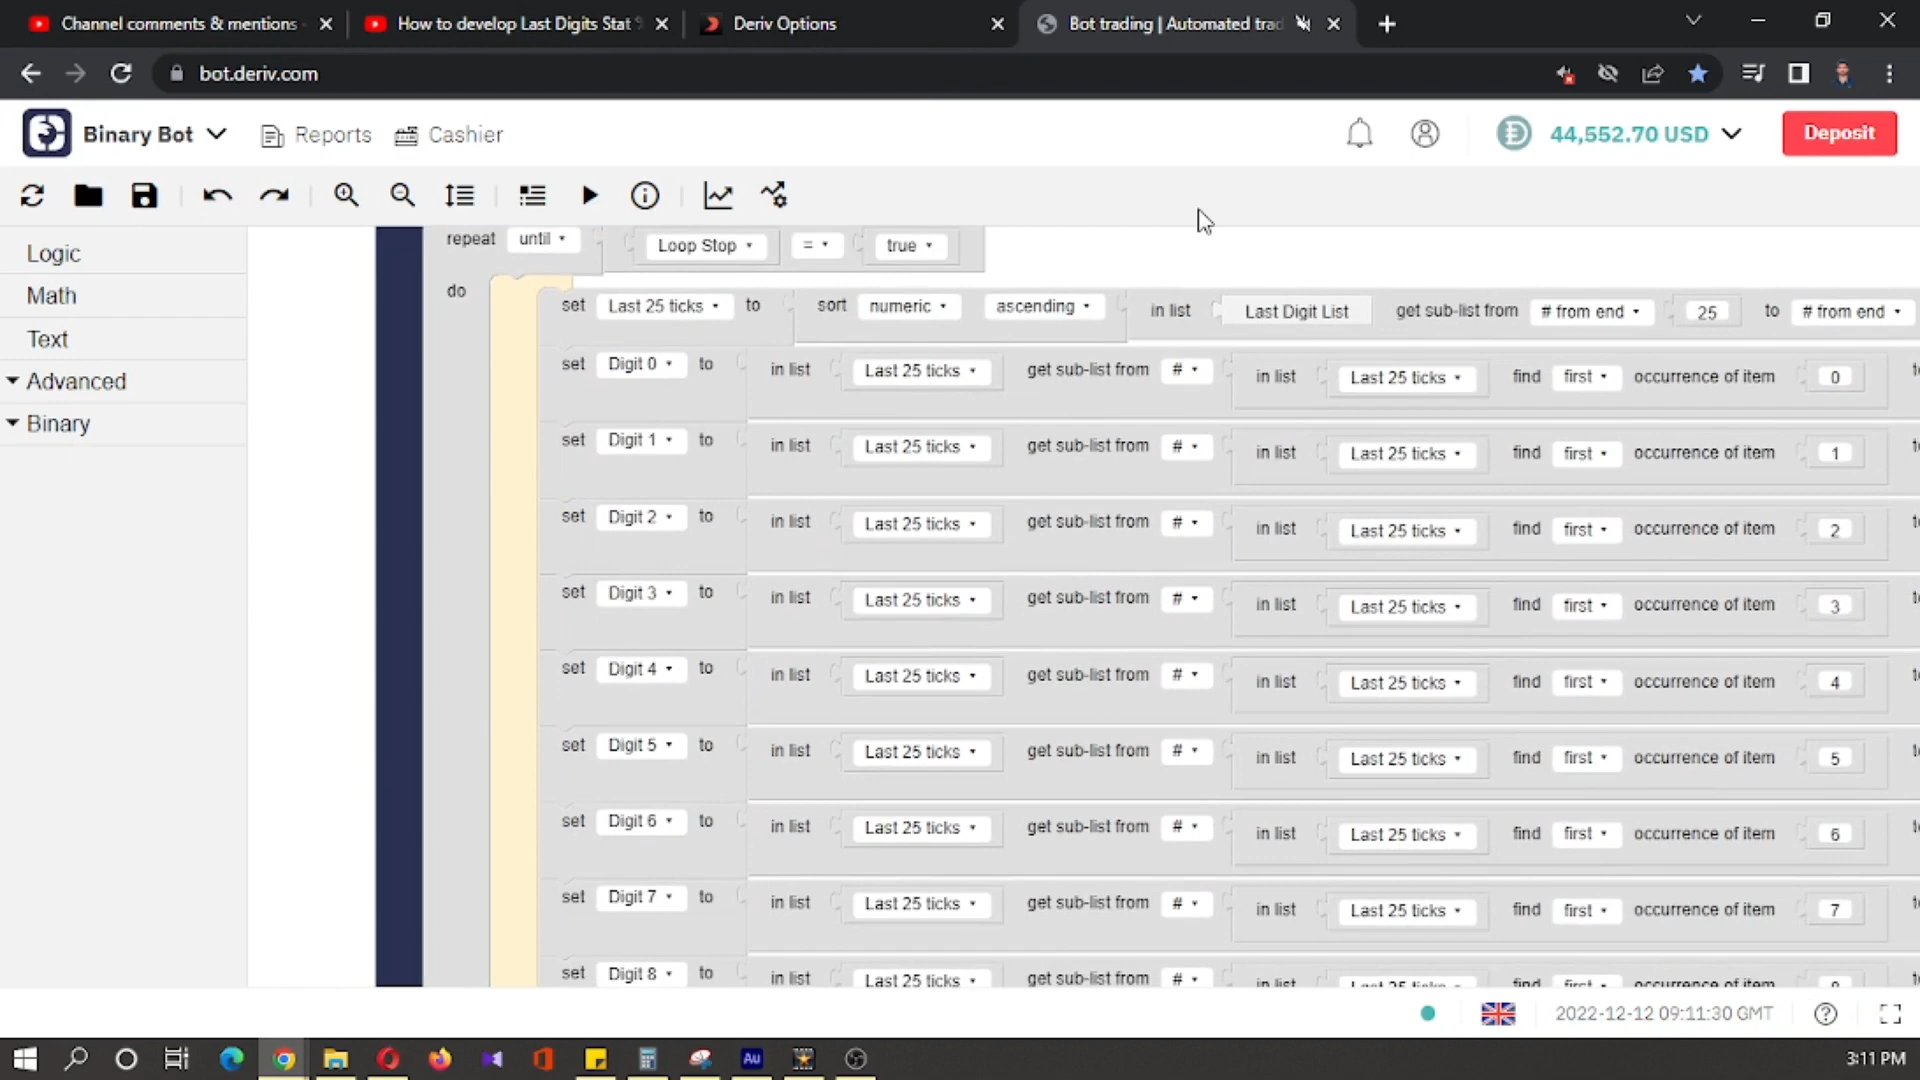 Channel comments & mentions
How to develop Last Digits Stat
Deriv Options
Bot trading | Automated trad
bot.deriv.com
Binary Bot
Reports
Cashier
44,552.70 USD
Deposit
Logic
Math
Text
Advanced
Binary
repeat until Loop Stop = true
do
set Last 25 ticks to sort numeric ascending in list Last Digit List get sub-list from # from end 25 to # from end
set Digit 0 to in list Last 25 ticks get sub-list from # in list Last 25 ticks find first occurrence of item 0
set Digit 1 to in list Last 25 ticks get sub-list from # in list Last 25 ticks find first occurrence of item 1
set Digit 2 to in list Last 25 ticks get sub-list from # in list Last 25 ticks find first occurrence of item 2
set Digit 3 to in list Last 25 ticks get sub-list from # in list Last 25 ticks find first occurrence of item 3
set Digit 4 to in list Last 25 ticks get sub-list from # in list Last 25 ticks find first occurrence of item 4
set Digit 5 to in list Last 25 ticks get sub-list from # in list Last 25 ticks find first occurrence of item 5
set Digit 6 to in list Last 25 ticks get sub-list from # in list Last 25 ticks find first occurrence of item 6
set Digit 7 to in list Last 25 ticks get sub-list from # in list Last 25 ticks find first occurrence of item 7
set Digit 8 to in list Last 25 ticks get sub-list from #
2022-12-12 09:11:30 GMT
Au
3:11 PM